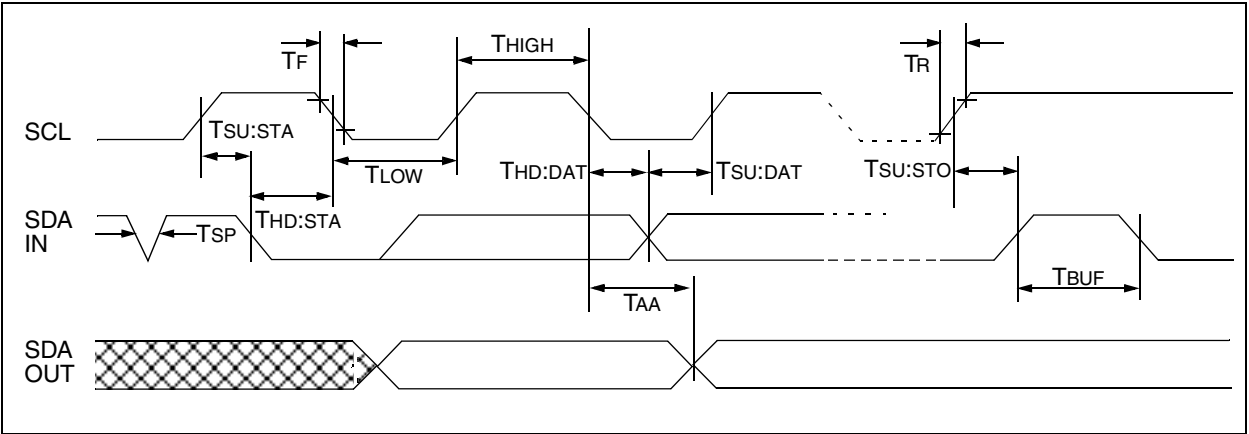 TF
THIGH
TR
SCL
TSU:STA
TLOW
THD:DAT
TSU:DAT
TSU:STO
SDA
IN
TSP
THD:STA
TBUF
TAA
SDA
OUT